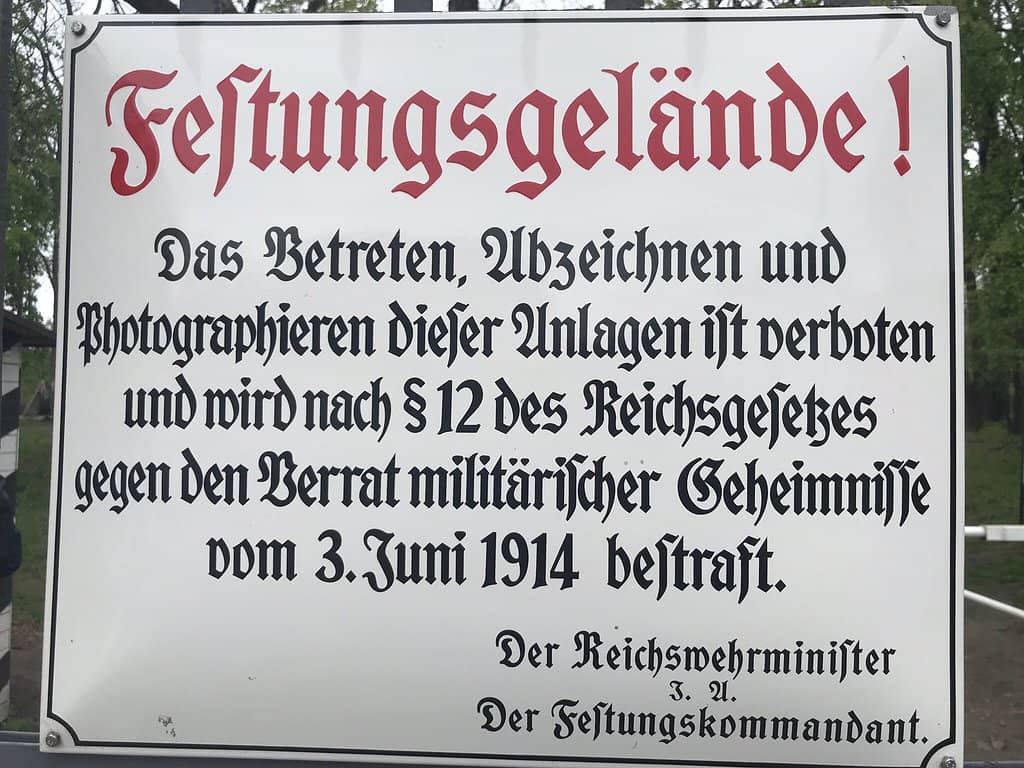 Feſtungsgelände!
Das Betreten, Abzeichnen und
Photographieren dieſer Anlagen iſt verboten
und wird nach § 12 des Reichsgeſetzes
gegen den Verrat militäriſcher Geheimniſſe
vom 3. Juni 1914 beſtraft.
Der Reichswehrminiſter
J. A.
Der Feſtungskommandant.